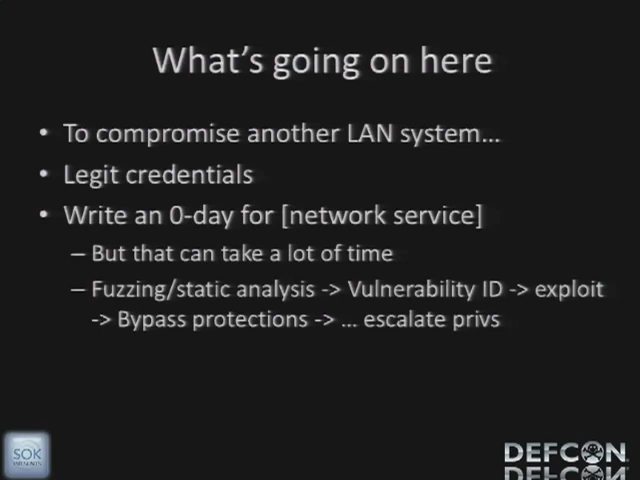 What's going on here
• To compromise another LAN system...
• Legit credentials
• Write an 0-day for [network service]
– But that can take a lot of time
– Fuzzing/static analysis -> Vulnerability ID -> exploit
-> Bypass protections -> ... escalate privs
SOK
DEFCON